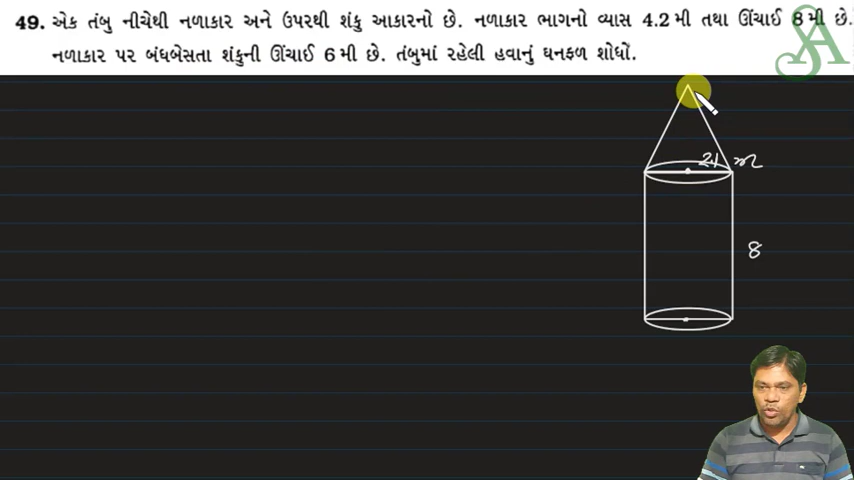 49. એક તંબુ નીચેથી નળાકાર અને ઉપરથી શંકુ આકારનો છે. નળાકાર ભાગનો વ્યાસ 4.2 મી તથા ઊંચાઈ 8 મી છે.
નળાકાર પર બંધબેસતા શંકુની ઊંચાઈ 6 મી છે. તંબુમાં રહેલી હવાનું ઘનફળ શોધો.
21
8